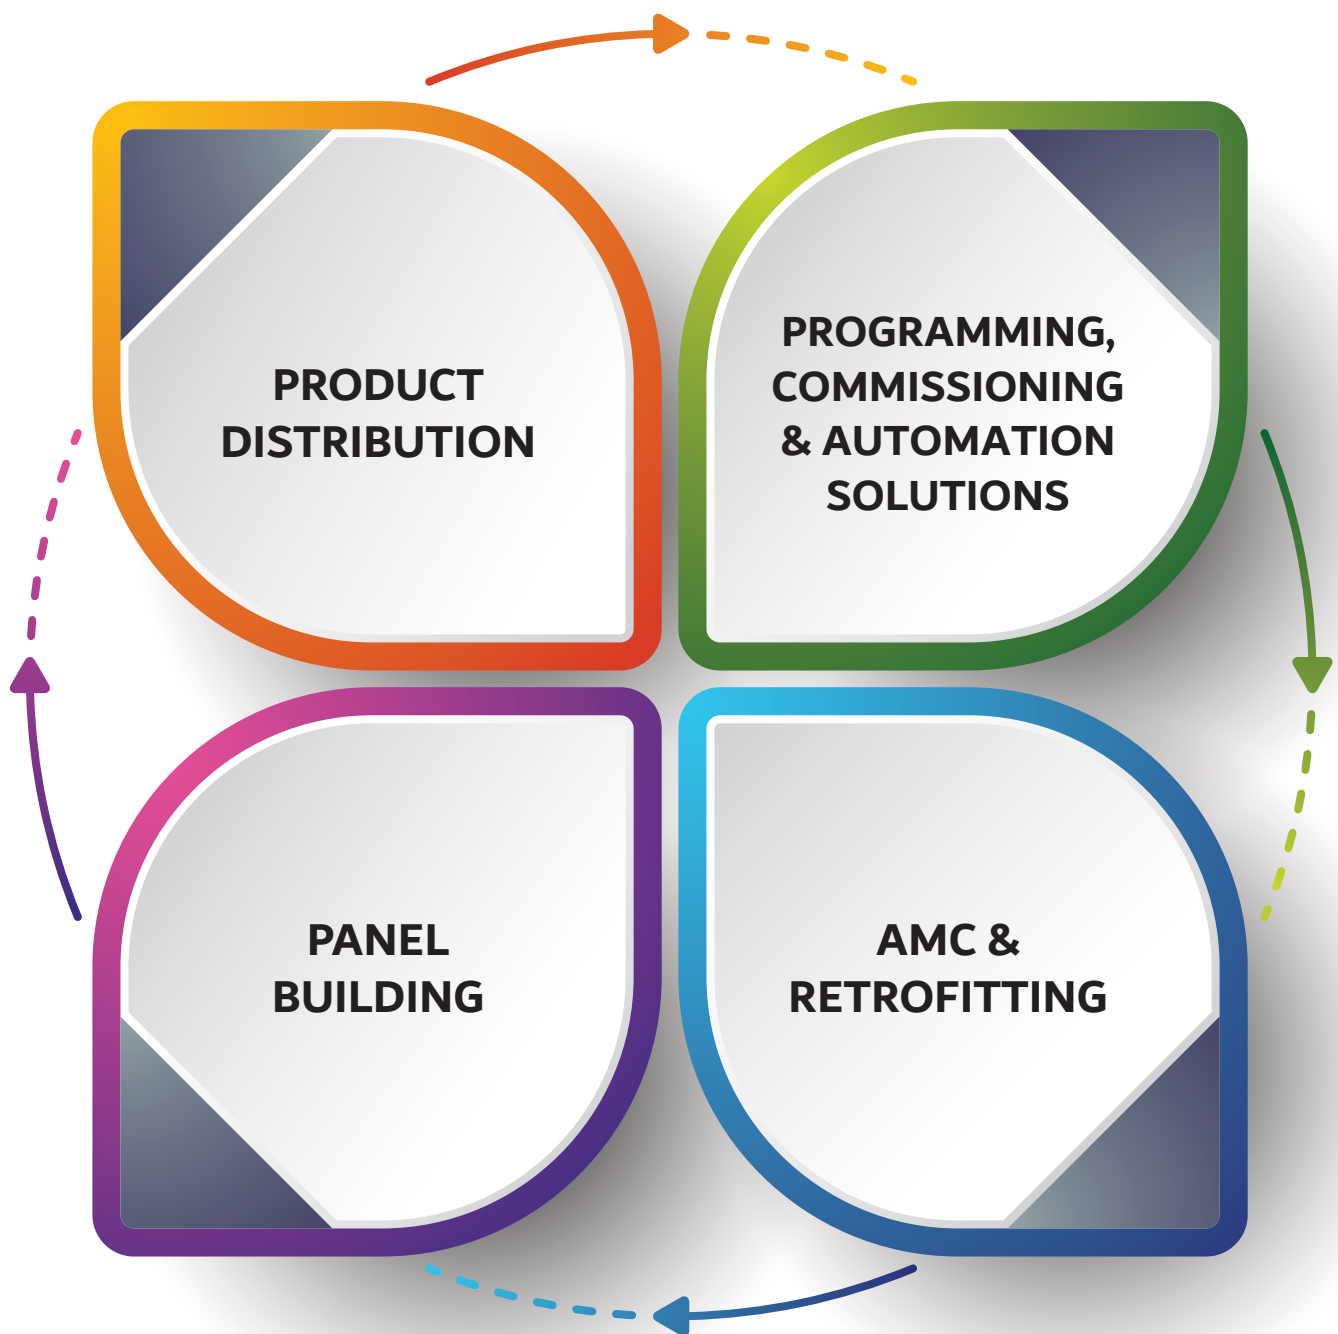 PRODUCT
DISTRIBUTION
PROGRAMMING,
COMMISSIONING
& AUTOMATION
SOLUTIONS
PANEL
BUILDING
AMC &
RETROFITTING